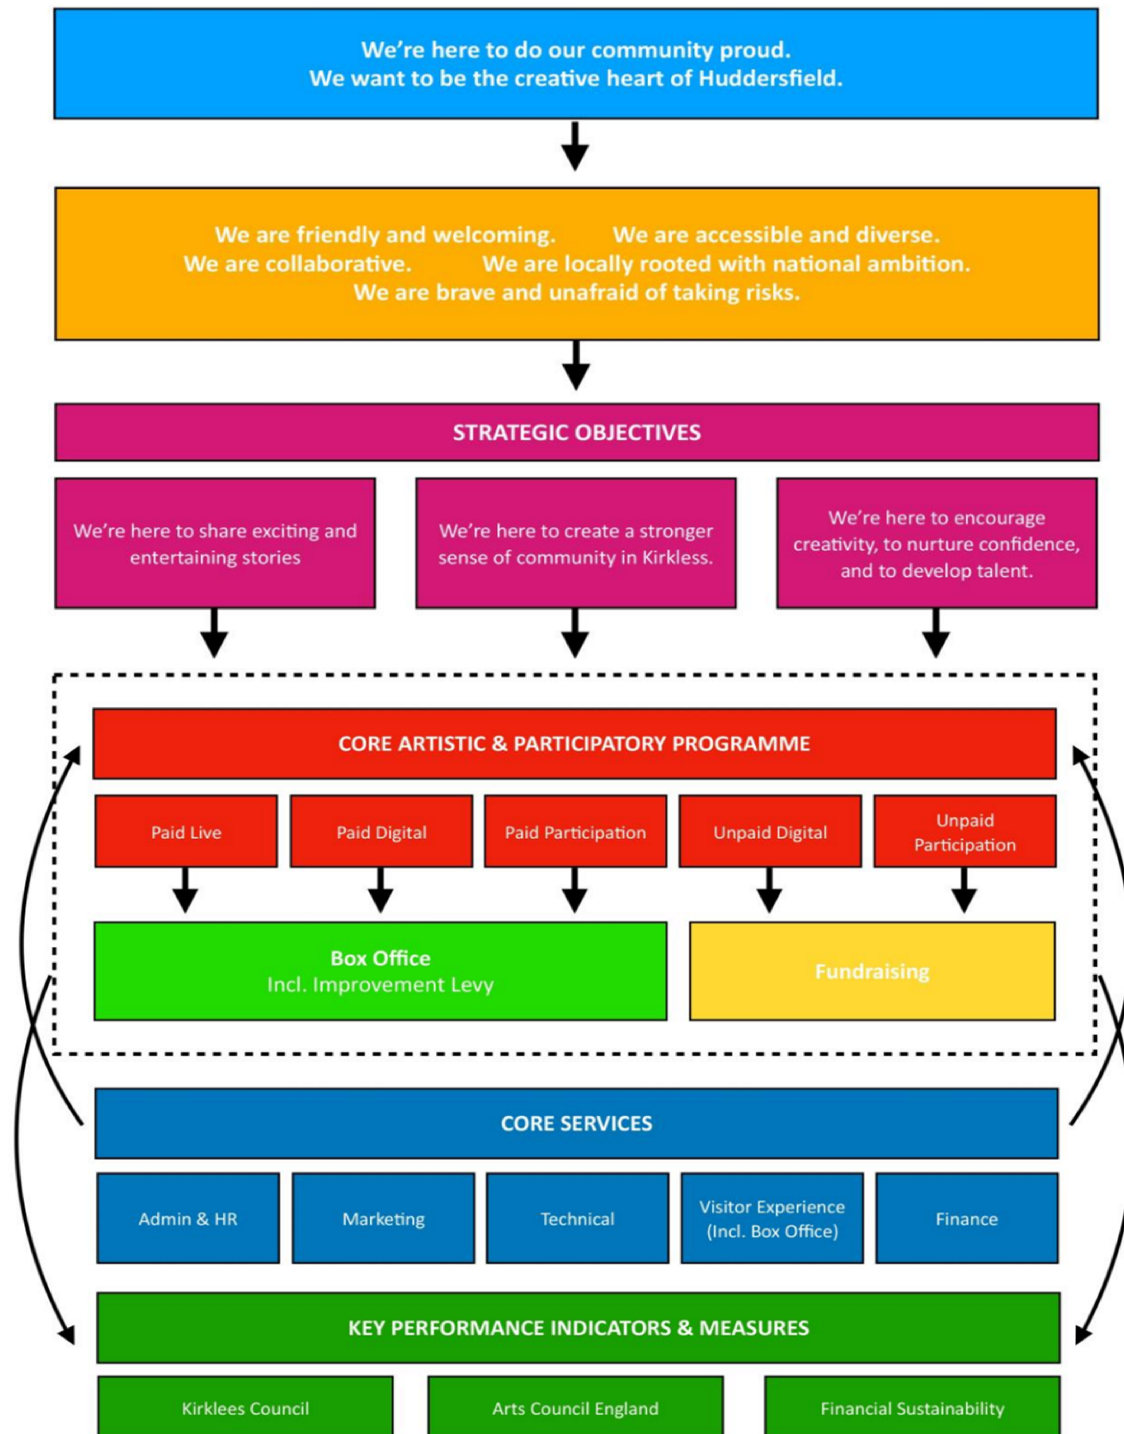 We're here to do our community proud.
We want to be the creative heart of Huddersfield.
We are friendly and welcoming. We are accessible and diverse.
We are collaborative. We are locally rooted with national ambition.
We are brave and unafraid of taking risks.
STRATEGIC OBJECTIVES
We're here to share exciting and
entertaining stories
We're here to create a stronger
sense of community in Kirkless.
We're here to encourage
creativity, to nurture confidence,
and to develop talent.
CORE ARTISTIC & PARTICIPATORY PROGRAMME
Paid Live
Paid Digital
Paid Participation
Unpaid Digital
Unpaid
Participation
Box Office
Incl. Improvement Levy
Fundraising
CORE SERVICES
Admin & HR
Marketing
Technical
Visitor Experience
(Incl. Box Office)
Finance
KEY PERFORMANCE INDICATORS & MEASURES
Kirklees Council
Arts Council England
Financial Sustainability